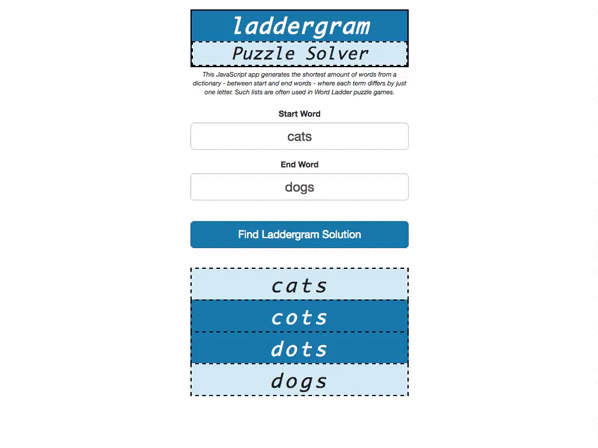 laddergram
Puzzle Solver
This JavaScript app generates the shortest amount of words from a
dictionary - between start and end words - where each term differs by just
one letter. Such lists are often used in Word Ladder puzzle games.
Start Word
cats
End Word
dogs
Find Laddergram Solution
cats
cots
dots
dogs